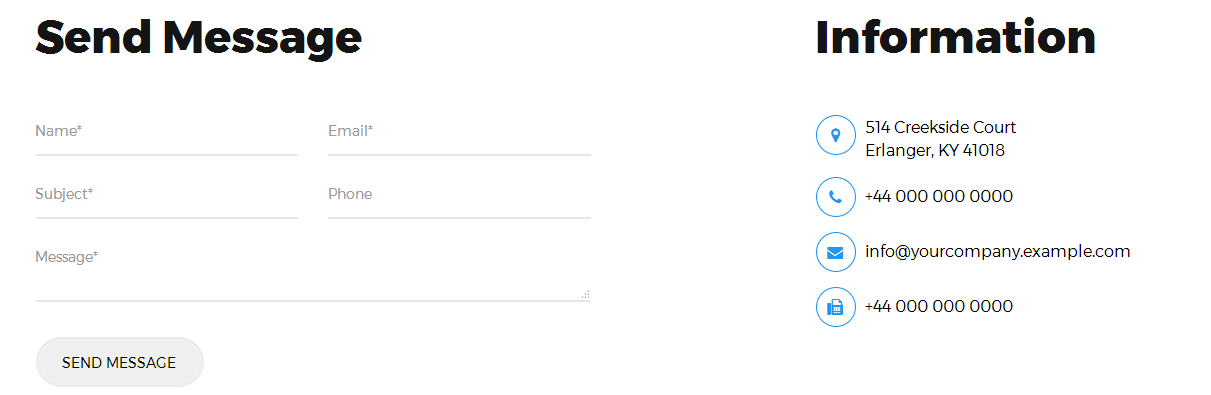 Send Message
Name*
Email*
Subject*
Phone
Message*
SEND MESSAGE
Information
514 Creekside Court
Erlanger, KY 41018
+44 000 000 0000
info@yourcompany.example.com
+44 000 000 0000